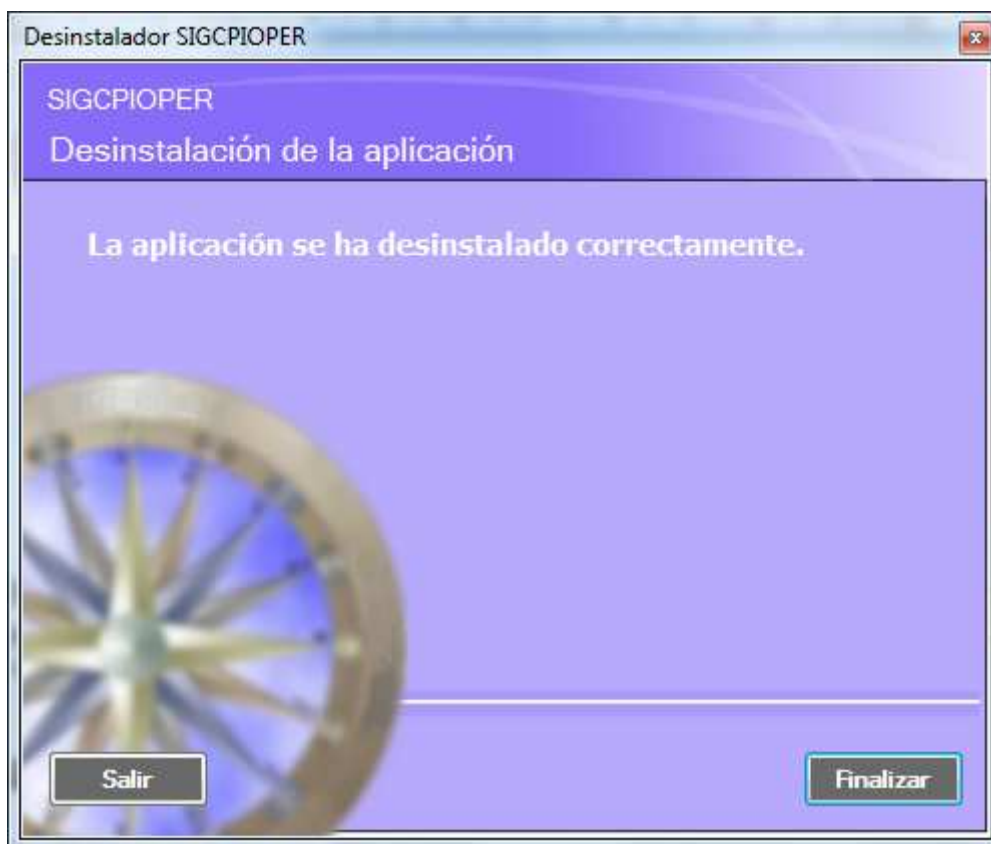 Desinstalador SIGCPIOPER
SIGCPIOPER
Desinstalación de la aplicación
La aplicación se ha desinstalado correctamente.
Salir
Finalizar